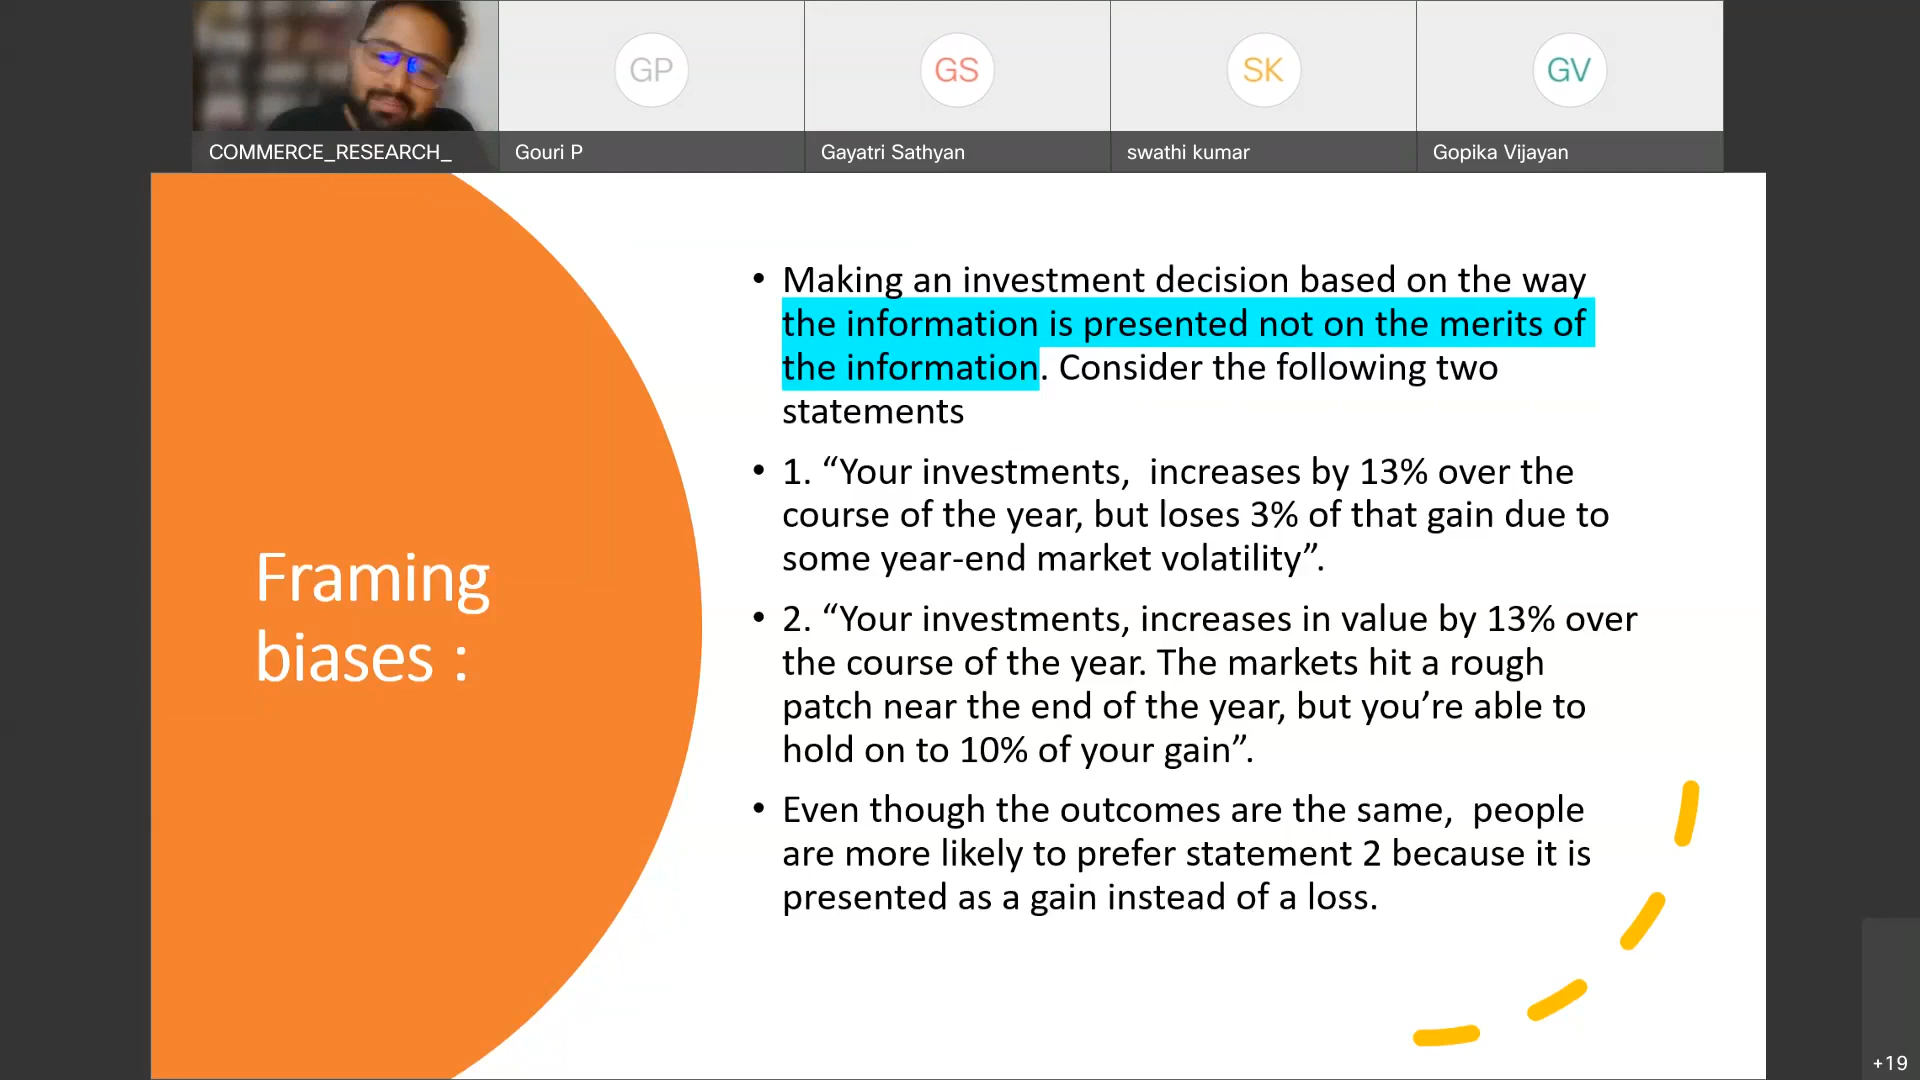 GP
GS
SK
GV
COMMERCE_RESEARCH_
Gouri P
Gayatri Sathyan
swathi kumar
Gopika Vijayan
Framing
biases :
• Making an investment decision based on the way
the information is presented not on the merits of
the information. Consider the following two
statements
• 1. “Your investments,  increases by 13% over the
course of the year, but loses 3% of that gain due to
some year-end market volatility”.
• 2. “Your investments, increases in value by 13% over
the course of the year. The markets hit a rough
patch near the end of the year, but you’re able to
hold on to 10% of your gain”.
• Even though the outcomes are the same,  people
are more likely to prefer statement 2 because it is
presented as a gain instead of a loss.
+19